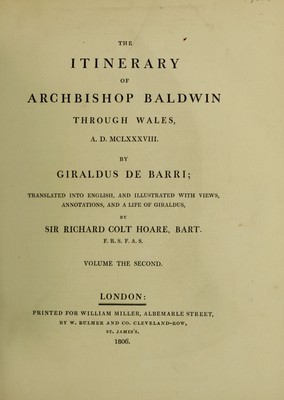 THE
ITINERARY
OF
ARCHBISHOP BALDWIN
THROUGH WALES,
A. D. MCLXXXVIII.
BY
GIRALDUS DE BARRI;
TRANSLATED INTO ENGLISH, AND ILLUSTRATED WITH VIEWS,
ANNOTATIONS, AND A LIFE OF GIRALDUS,
BY
SIR RICHARD COLT HOARE, BART.
F. R. S. F. A. S.
VOLUME THE SECOND.
LONDON:
PRINTED FOR WILLIAM MILLER, ALBEMARLE STREET,
BY W. BULMER AND CO. CLEVELAND-ROW,
ST. JAMES'S.
1806.